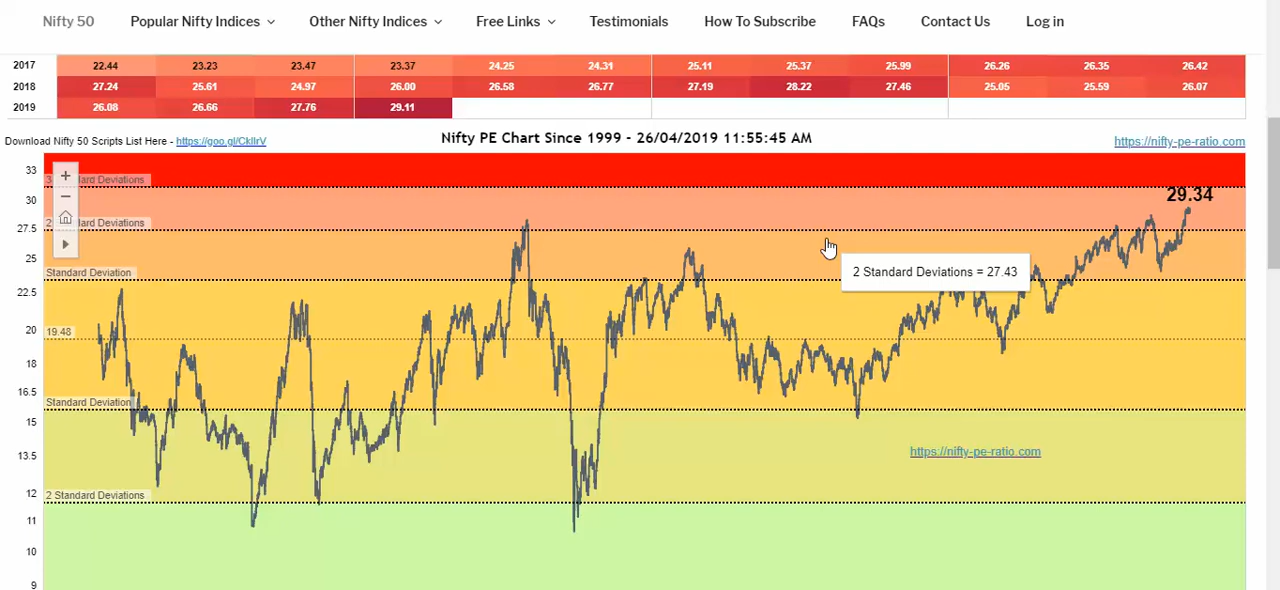 Nifty 50 Popular Nifty Indices Other Nifty Indices Free Links Testimonials How To Subscribe FAQs Contact Us Log in
2017 22.44 23.23 23.47 23.37 24.25 24.31 25.11 25.37 25.99 26.26 26.35 26.42
2018 27.24 25.61 24.97 26.00 26.58 26.77 27.19 28.22 27.46 25.05 25.59 26.07
2019 26.08 26.66 27.76 29.11
Download Nifty 50 Scripts List Here - https://goo.gl/CkllrV
Nifty PE Chart Since 1999 - 26/04/2019 11:55:45 AM
https://nifty-pe-ratio.com
33
30
27.5
25
22.5
20
18
16.5
15
13.5
12
11
10
9
29.34
2 Standard Deviations = 27.43
Standard Deviation
19.48
Standard Deviation
https://nifty-pe-ratio.com
2 Standard Deviations